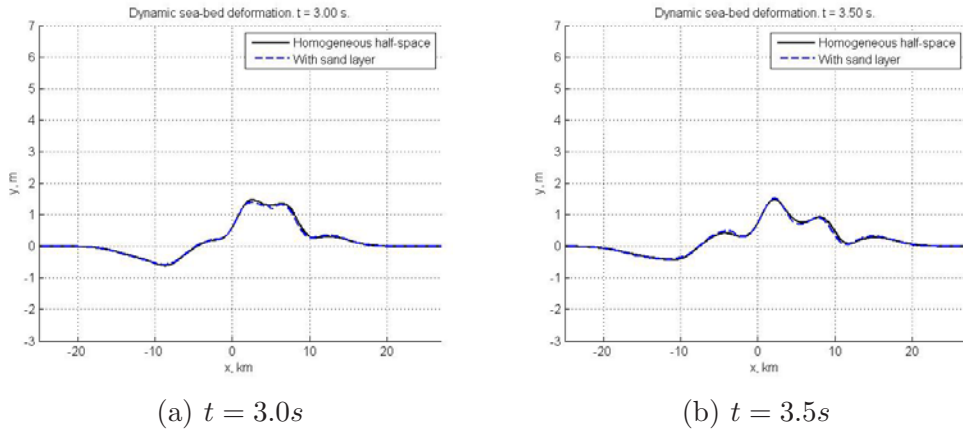 Dynamic sea-bed deformation. t = 3.00 s.
7
6
5
4
3
2
1
0
-1
-2
-3
y, m
Homogeneous half-space
With sand layer
-20
-10
0
10
20
x, km
(a) t = 3.0s
Dynamic sea-bed deformation. t = 3.50 s.
7
6
5
4
3
2
1
0
-1
-2
-3
y, m
Homogeneous half-space
With sand layer
-20
-10
0
10
20
x, km
(b) t = 3.5s